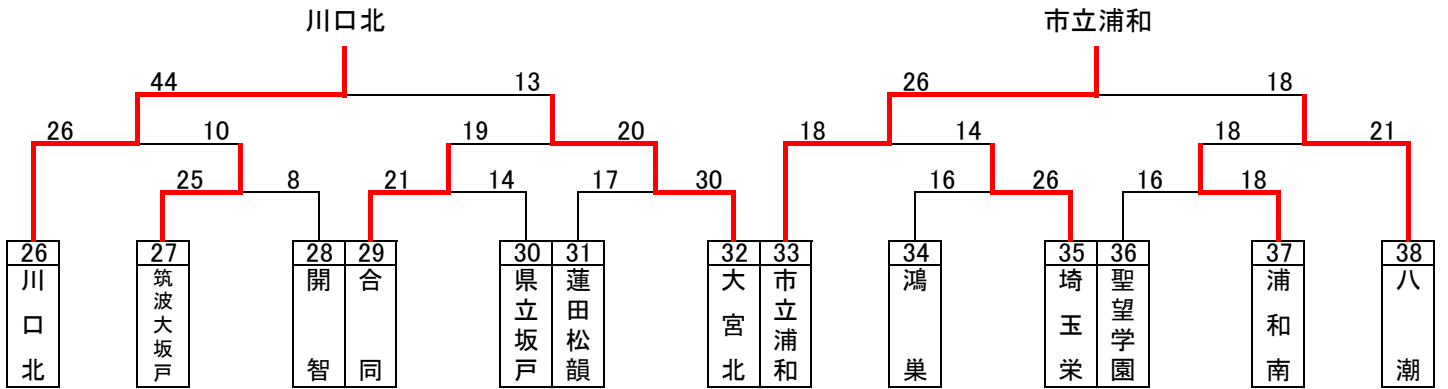 川口北 市立浦和
44 13 26 18
26 10 19 20 18 14 18 21
25 8 21 14 17 30 16 26 16 18
26 27 28 29 30 31 32 33 34 35 36 37 38
川口北
筑波大坂戸
開智
合同
県立坂戸
蓮田松韻
大宮北
市立浦和
鴻巣
埼玉栄
聖望学園
浦和南
八潮